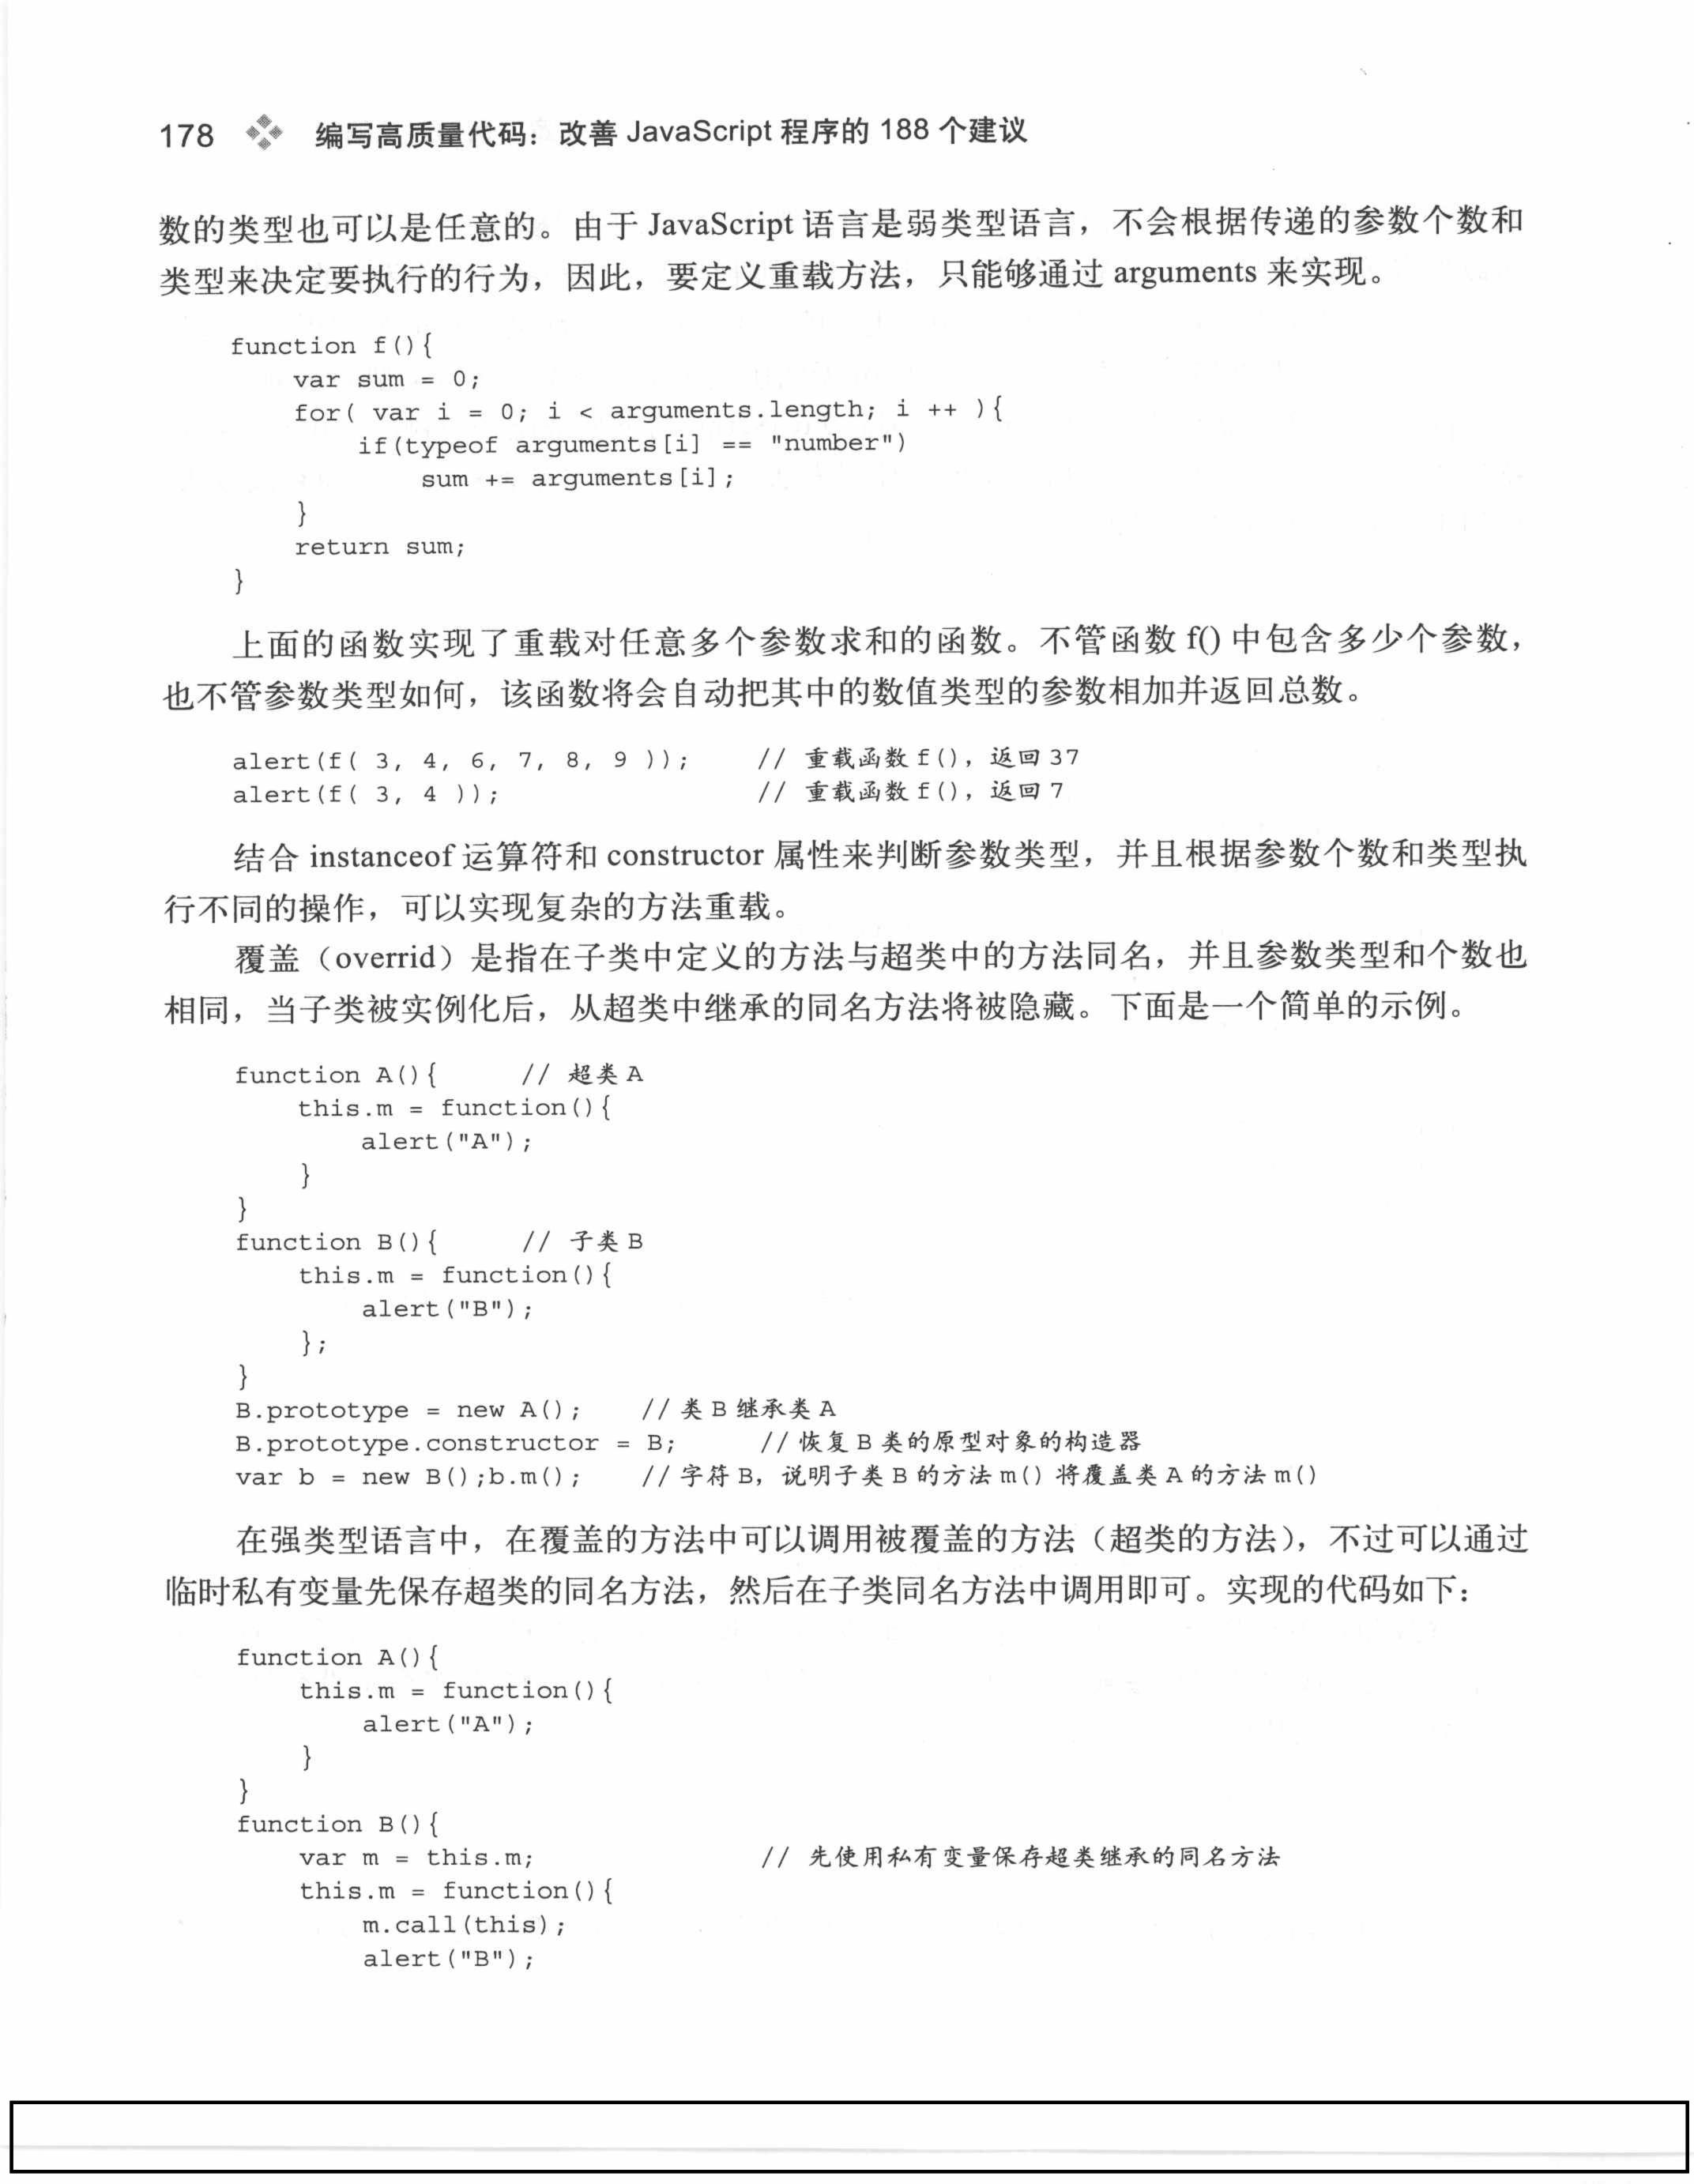 178 编写高质量代码：改善 JavaScript 程序的 188 个建议
数的类型也可以是任意的。由于 JavaScript 语言是弱类型语言，不会根据传递的参数个数和
类型来决定要执行的行为，因此，要定义重载方法，只能够通过 arguments 来实现。
function f(){
    var sum = 0;
    for( var i = 0; i < arguments.length; i ++ ){
        if(typeof arguments[i] == "number")
            sum += arguments[i];
    }
    return sum;
}
上面的函数实现了重载对任意多个参数求和的函数。不管函数 f() 中包含多少个参数，
也不管参数类型如何，该函数将会自动把其中的数值类型的参数相加并返回总数。
alert(f( 3, 4, 6, 7, 8, 9 ));    // 重载函数 f()，返回 37
alert(f( 3, 4 ));    // 重载函数 f()，返回 7
结合 instanceof 运算符和 constructor 属性来判断参数类型，并且根据参数个数和类型执
行不同的操作，可以实现复杂的方法重载。
覆盖（overrid）是指在子类中定义的方法与超类中的方法同名，并且参数类型和个数也
相同，当子类被实例化后，从超类中继承的同名方法将被隐藏。下面是一个简单的示例。
function A(){    // 超类 A
    this.m = function(){
        alert("A");
    }
}
function B(){    // 子类 B
    this.m = function(){
        alert("B");
    };
}
B.prototype = new A();    // 类 B 继承类 A
B.prototype.constructor = B;    // 恢复 B 类的原型对象的构造器
var b = new B();b.m();    // 字符 B，说明子类 B 的方法 m() 将覆盖类 A 的方法 m()
在强类型语言中，在覆盖的方法中可以调用被覆盖的方法（超类的方法），不过可以通过
临时私有变量先保存超类的同名方法，然后在子类同名方法中调用即可。实现的代码如下：
function A(){
    this.m = function(){
        alert("A");
    }
}
function B(){
    var m = this.m;    // 先使用私有变量保存超类继承的同名方法
    this.m = function(){
        m.call(this);
        alert("B");